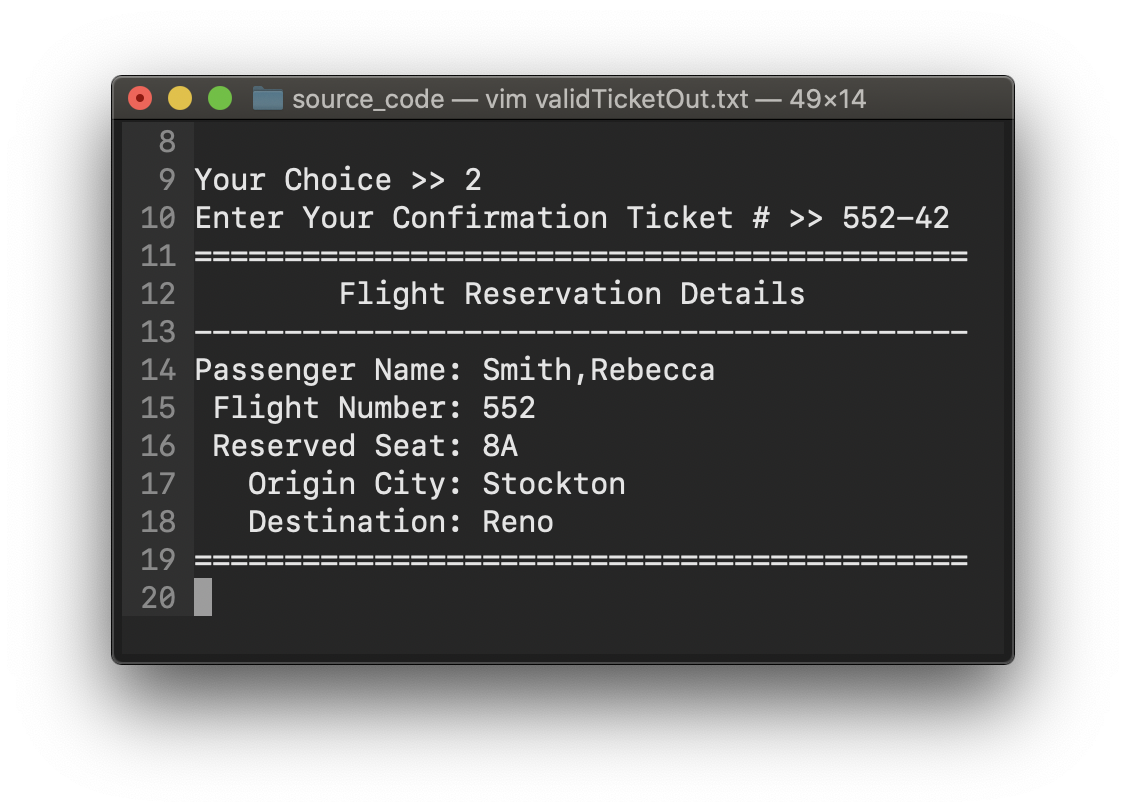 source_code — vim validTicketOut.txt — 49×14
8
9 Your Choice >> 2
10 Enter Your Confirmation Ticket # >> 552-42
11 ===========================================
12         Flight Reservation Details
13 -------------------------------------------
14 Passenger Name: Smith,Rebecca
15  Flight Number: 552
16  Reserved Seat: 8A
17    Origin City: Stockton
18    Destination: Reno
19 ===========================================
20